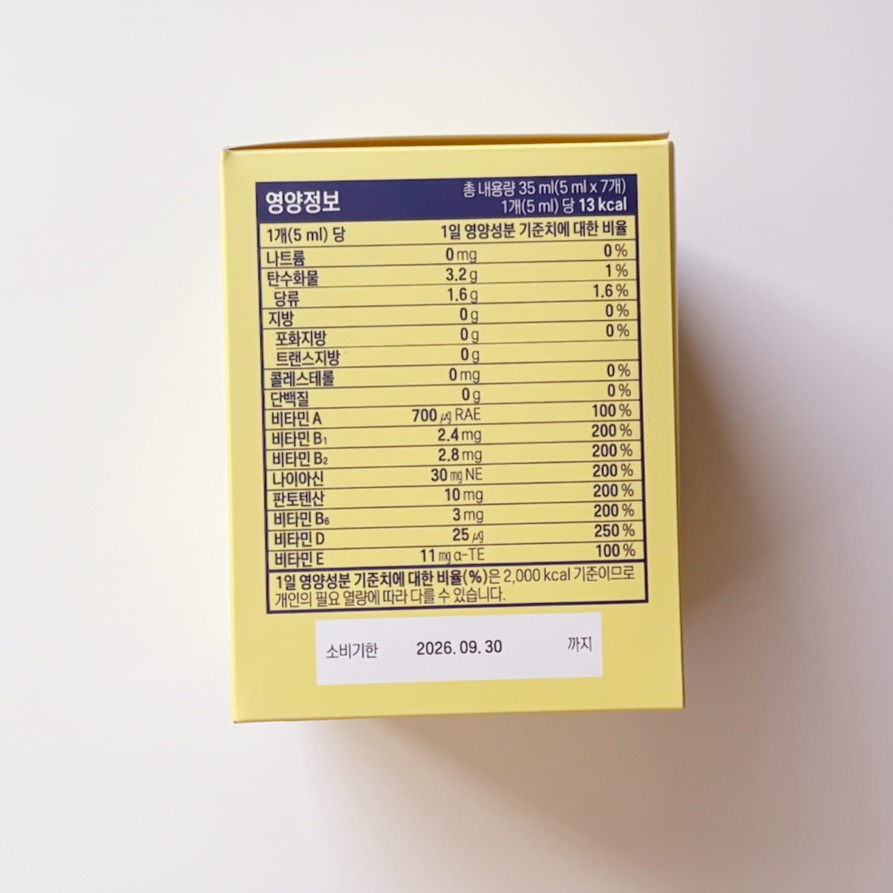 영양정보
총 내용량 35 ml(5 ml x 7개)
1개(5 ml) 당 13 kcal
1개(5 ml) 당 1일 영양성분 기준치에 대한 비율
나트륨 0 mg 0 %
탄수화물 3.2 g 1 %
당류 1.6 g 1.6 %
지방 0 g 0 %
포화지방 0 g 0 %
트랜스지방 0 g
콜레스테롤 0 mg 0 %
단백질 0 g 0 %
비타민 A 700 ㎍ RAE 100 %
비타민 B₁ 2.4 mg 200 %
비타민 B₂ 2.8 mg 200 %
나이아신 30 ㎎ NE 200 %
판토텐산 10 mg 200 %
비타민 B₆ 3 mg 200 %
비타민 D 25 ㎍ 250 %
비타민 E 11 ㎎ α-TE 100 %
1일 영양성분 기준치에 대한 비율(%)은 2,000 kcal 기준이므로
개인의 필요 열량에 따라 다를 수 있습니다.
소비기한 2026. 09. 30 까지